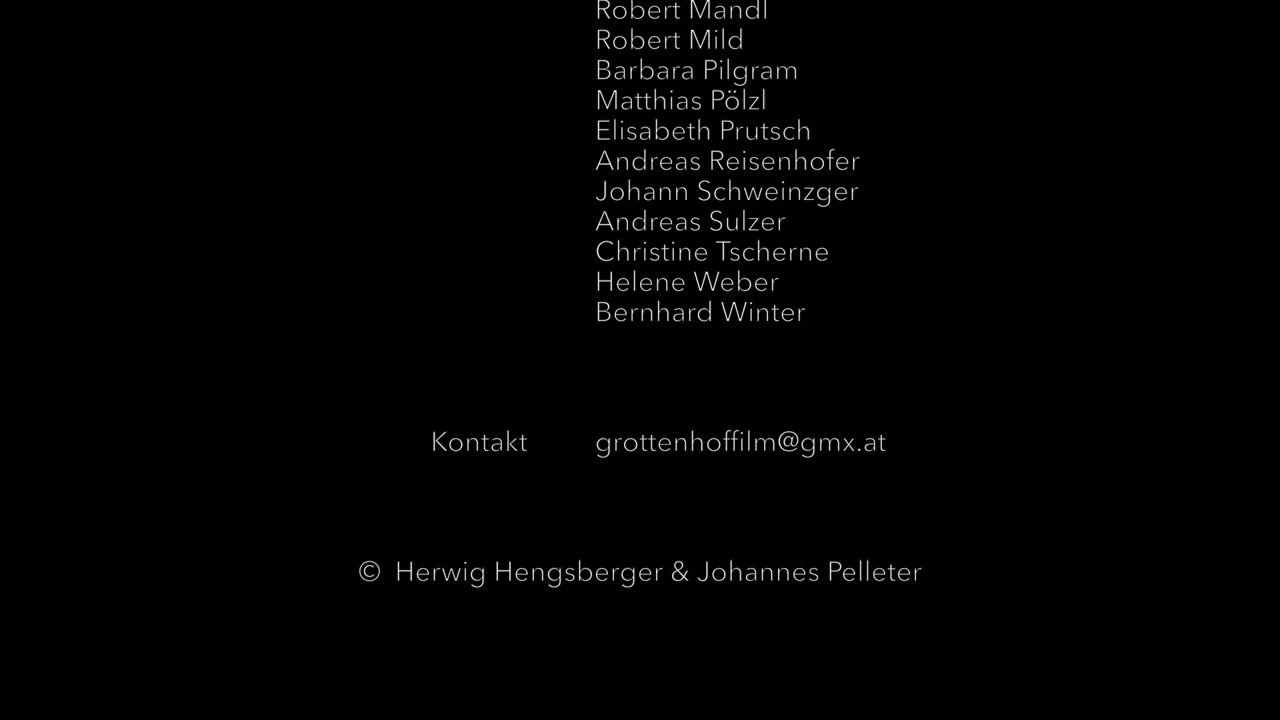 Robert Mandl
Robert Mild
Barbara Pilgram
Matthias Pölzl
Elisabeth Prutsch
Andreas Reisenhofer
Johann Schweinzger
Andreas Sulzer
Christine Tscherne
Helene Weber
Bernhard Winter
Kontakt grottenhoffilm@gmx.at
© Herwig Hengsberger & Johannes Pelleter